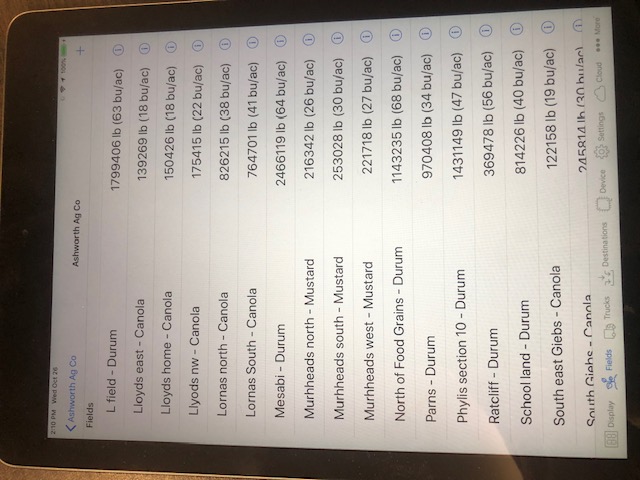 2:10 PM Wed Oct 26
100%
Ashworth Ag Co
Ashworth Ag Co
+
Fields
L field - Durum 1799406 lb (63 bu/ac)
Lloyds east - Canola 139269 lb (18 bu/ac)
Lloyds home - Canola 150426 lb (18 bu/ac)
Llyods nw - Canola 175415 lb (22 bu/ac)
Lornas north - Canola 826215 lb (38 bu/ac)
Lornas South - Canola 764701 lb (41 bu/ac)
Mesabi - Durum 2466119 lb (64 bu/ac)
Murhheads north - Mustard 216342 lb (26 bu/ac)
Murhheads south - Mustard 253028 lb (30 bu/ac)
Murhheads west - Mustard 221718 lb (27 bu/ac)
North of Food Grains - Durum 1143235 lb (68 bu/ac)
Parns - Durum 970408 lb (34 bu/ac)
Phylis section 10 - Durum 1431149 lb (47 bu/ac)
Ratcliff - Durum 369478 lb (56 bu/ac)
School land - Durum 814226 lb (40 bu/ac)
South east Giebs - Canola 122158 lb (19 bu/ac)
South Giebs - Canola 245814 lb (30 bu/ac)
Display Fields Trucks Destinations Device Settings Cloud More